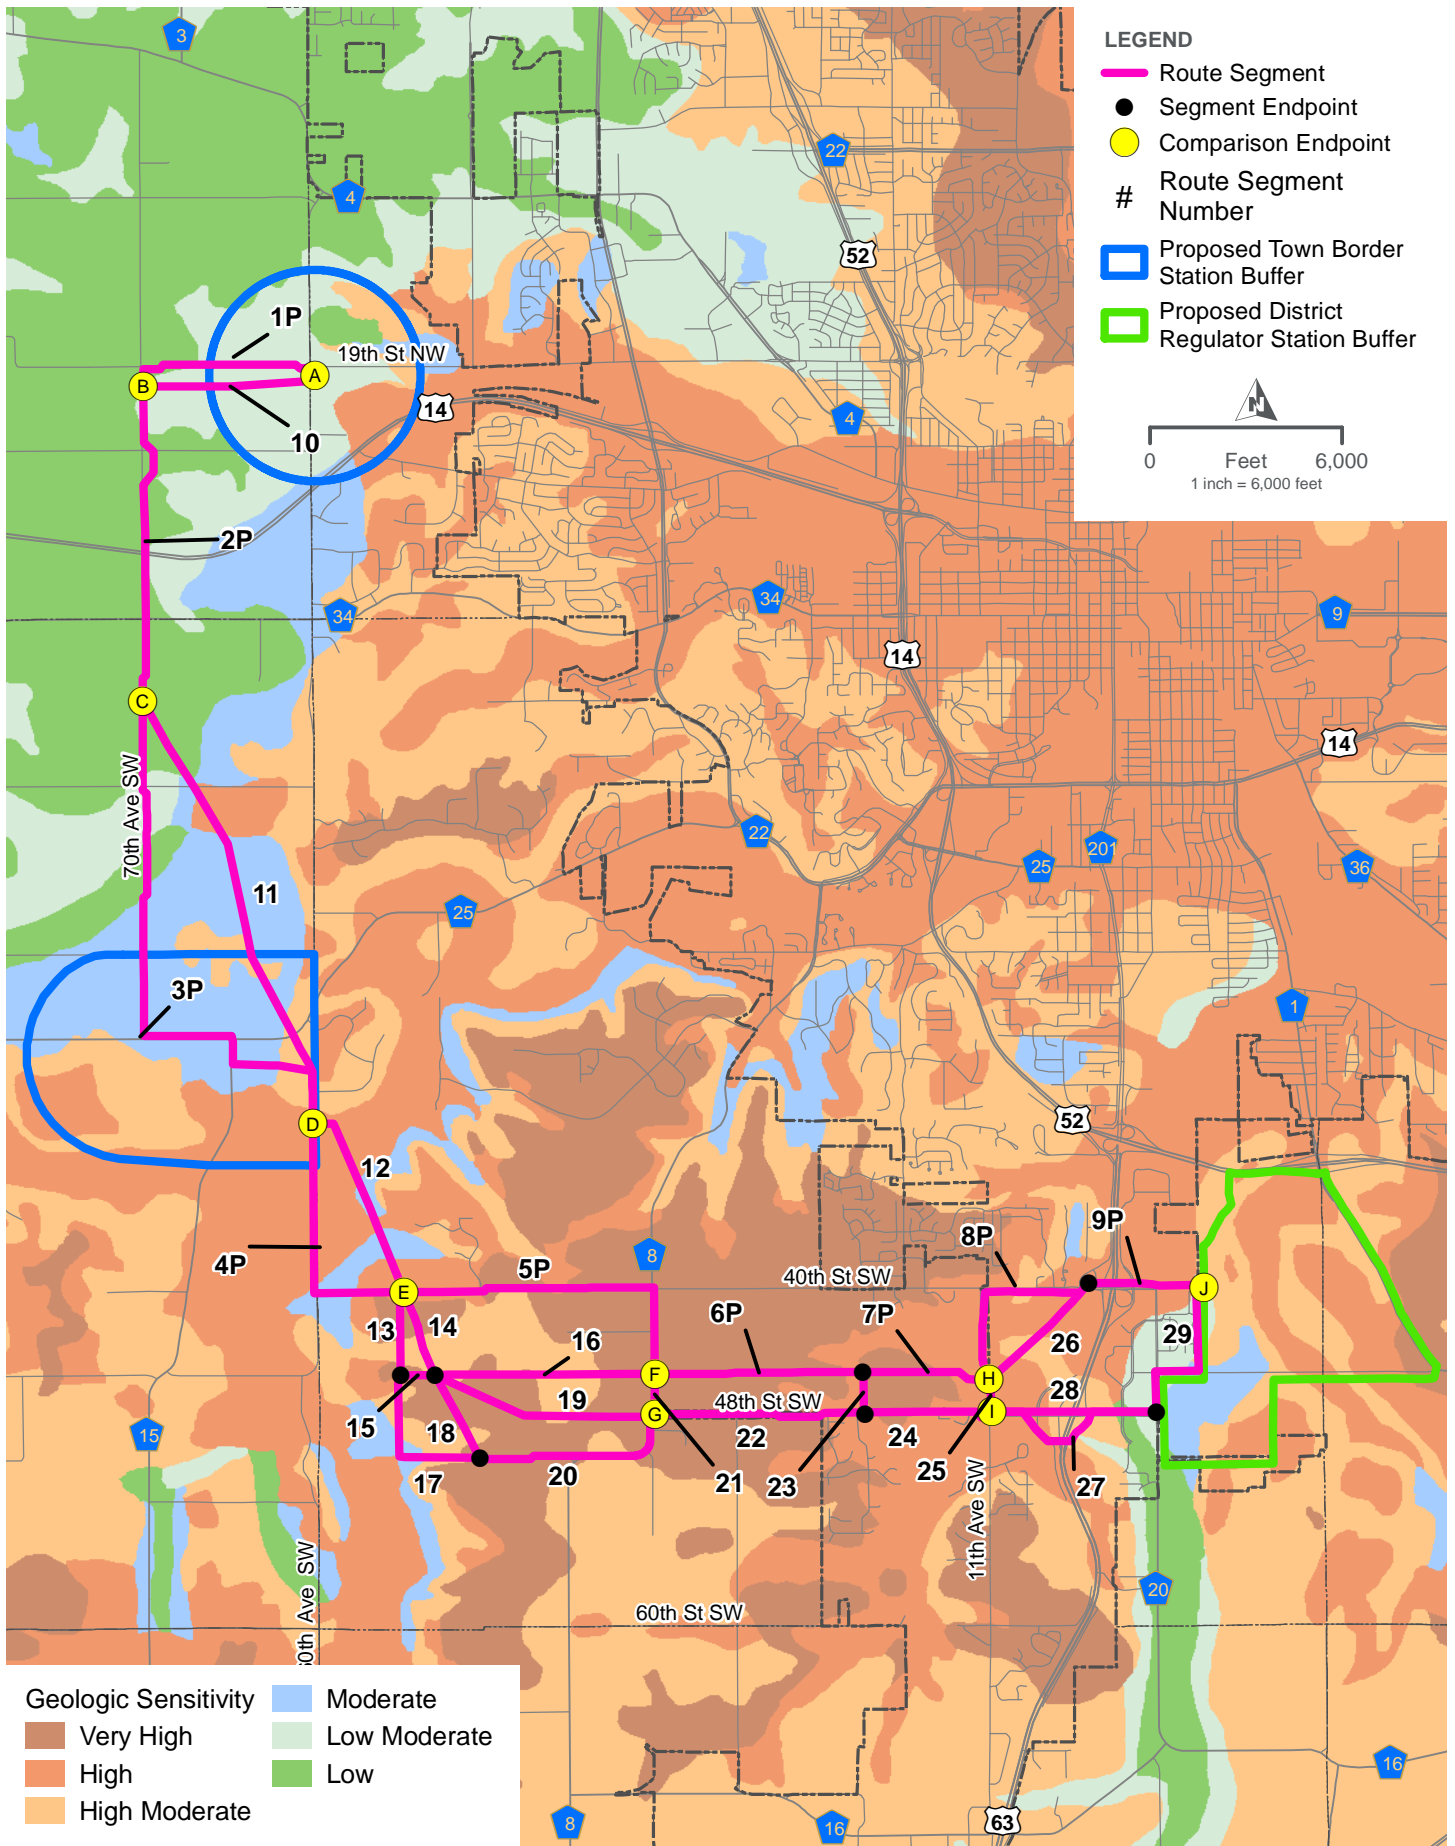 LEGEND
Route Segment
Segment Endpoint
Comparison Endpoint
# Route Segment
Number
Proposed Town Border
Station Buffer
Proposed District
Regulator Station Buffer
N
0 Feet 6,000
1 inch = 6,000 feet
3
22
4
52
1P
19th St NW
A
B
14
4
10
2P
34
34
9
14
C
14
70th Ave SW
22
201
25
36
11
25
3P
1
D
52
12
4P
8P
9P
8
5P
40th St SW
E
J
6P
7P
13
14
16
26
29
F
H
28
48th St SW
19
G
I
15
18
22
24
15
17
20
21
23
25
27
11th Ave SW
60th Ave SW
20
60th St SW
Geologic Sensitivity
Very High
High
High Moderate
Moderate
Low Moderate
Low
16
8
16
63